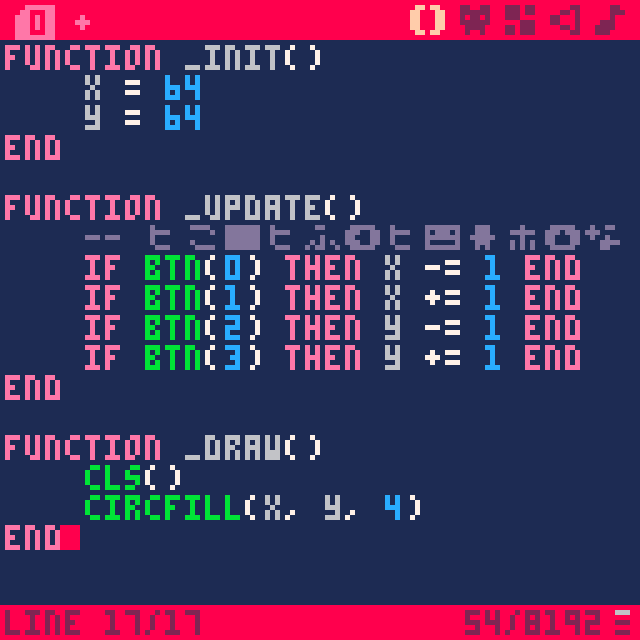 0 +
FUNCTION _INIT()
X = 64
Y = 64
END
FUNCTION _UPDATE()
--
IF BTN(0) THEN X -= 1 END
IF BTN(1) THEN X += 1 END
IF BTN(2) THEN Y -= 1 END
IF BTN(3) THEN Y += 1 END
END
FUNCTION _DRAW()
CLS()
CIRCFILL(X, Y, 4)
END
LINE 17/17
54/8192